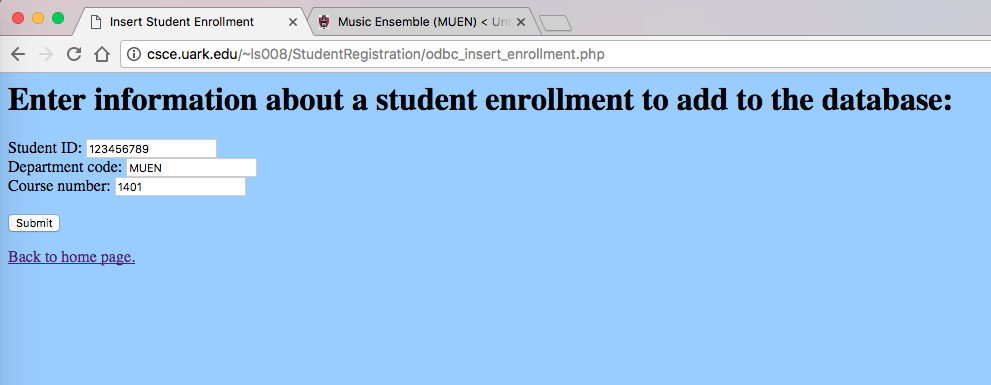 Insert Student Enrollment
Music Ensemble (MUEN) < Uni
csce.uark.edu/~ls008/StudentRegistration/odbc_insert_enrollment.php
Enter information about a student enrollment to add to the database:
Student ID: 123456789
Department code: MUEN
Course number: 1401
Submit
Back to home page.